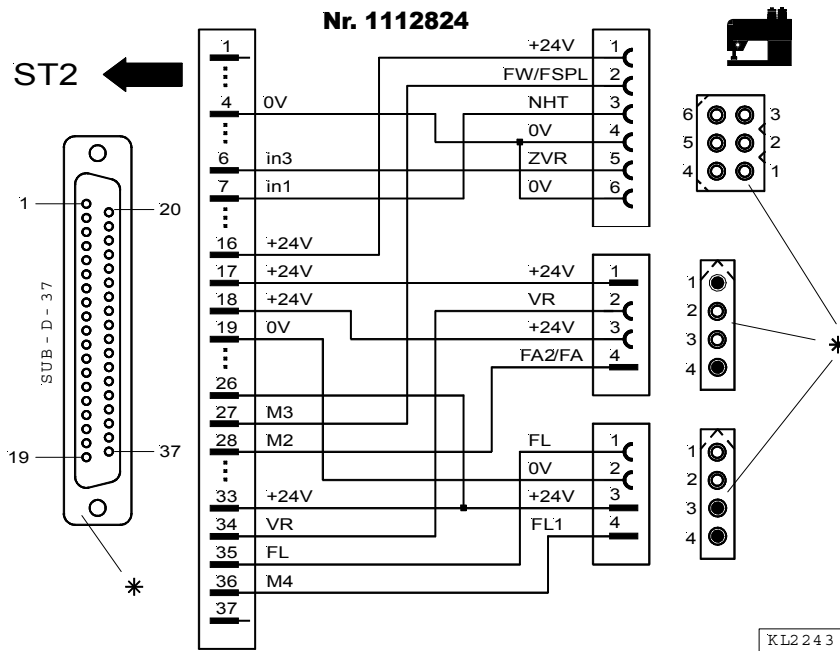 Nr. 1112824
ST2
1
4 0V
6 in3
7 in1
16 +24V
17 +24V
18 +24V
19 0V
26
27 M3
28 M2
33 +24V
34 VR
35 FL
36 M4
37
+24V 1
FW/FSPL 2
NHT 3
0V 4
ZVR 5
0V 6
+24V 1
VR 2
+24V 3
FA2/FA 4
FL 1
0V 2
+24V 3
FL1 4
1 20
SUB-D-37
19 37
*
6 3
5 2
4 1
1
2
3
4
*
1
2
3
4
KL2243